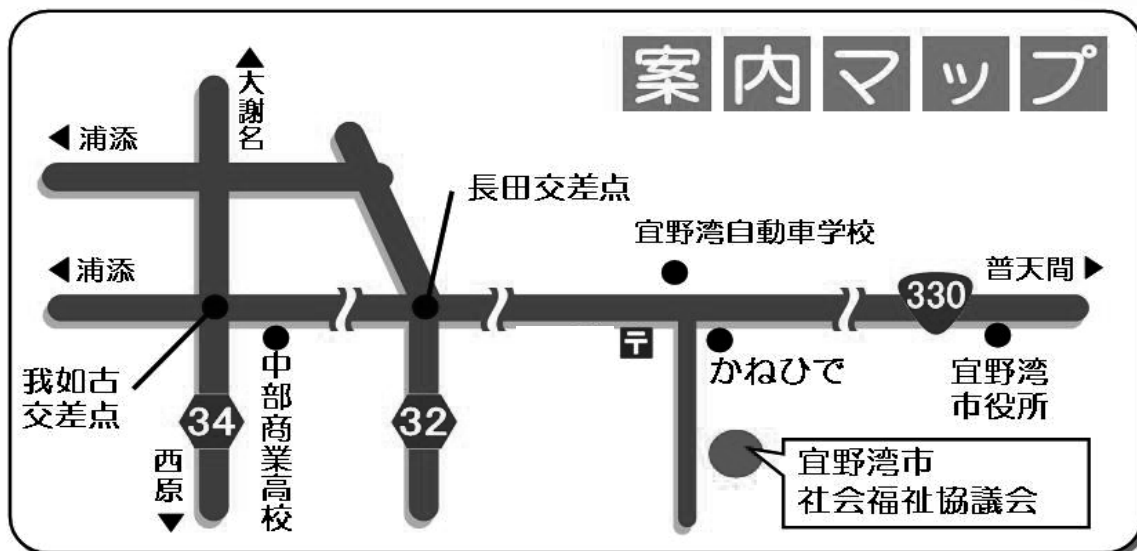 案内マップ
大謝名
浦添
長田交差点
宜野湾自動車学校
浦添
普天間
330
〒
かねひで
宜野湾
市役所
我如古
交差点
34
中部商業高校
32
西原
宜野湾市
社会福祉協議会